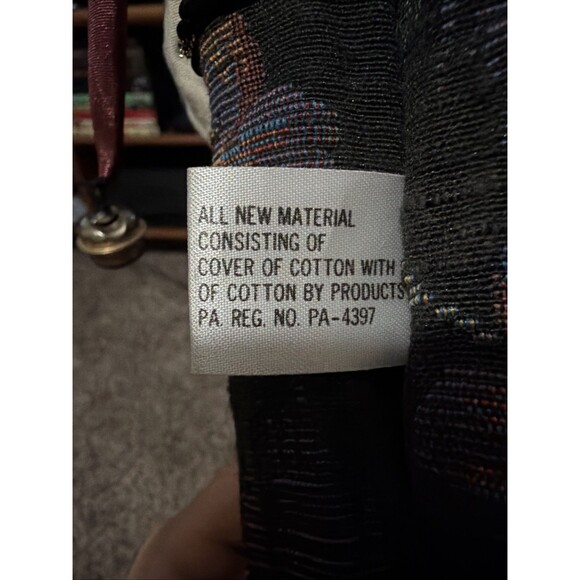 ALL NEW MATERIAL
CONSISTING OF
COVER OF COTTON WITH
OF COTTON BY PRODUCTS
PA. REG. NO. PA-4397